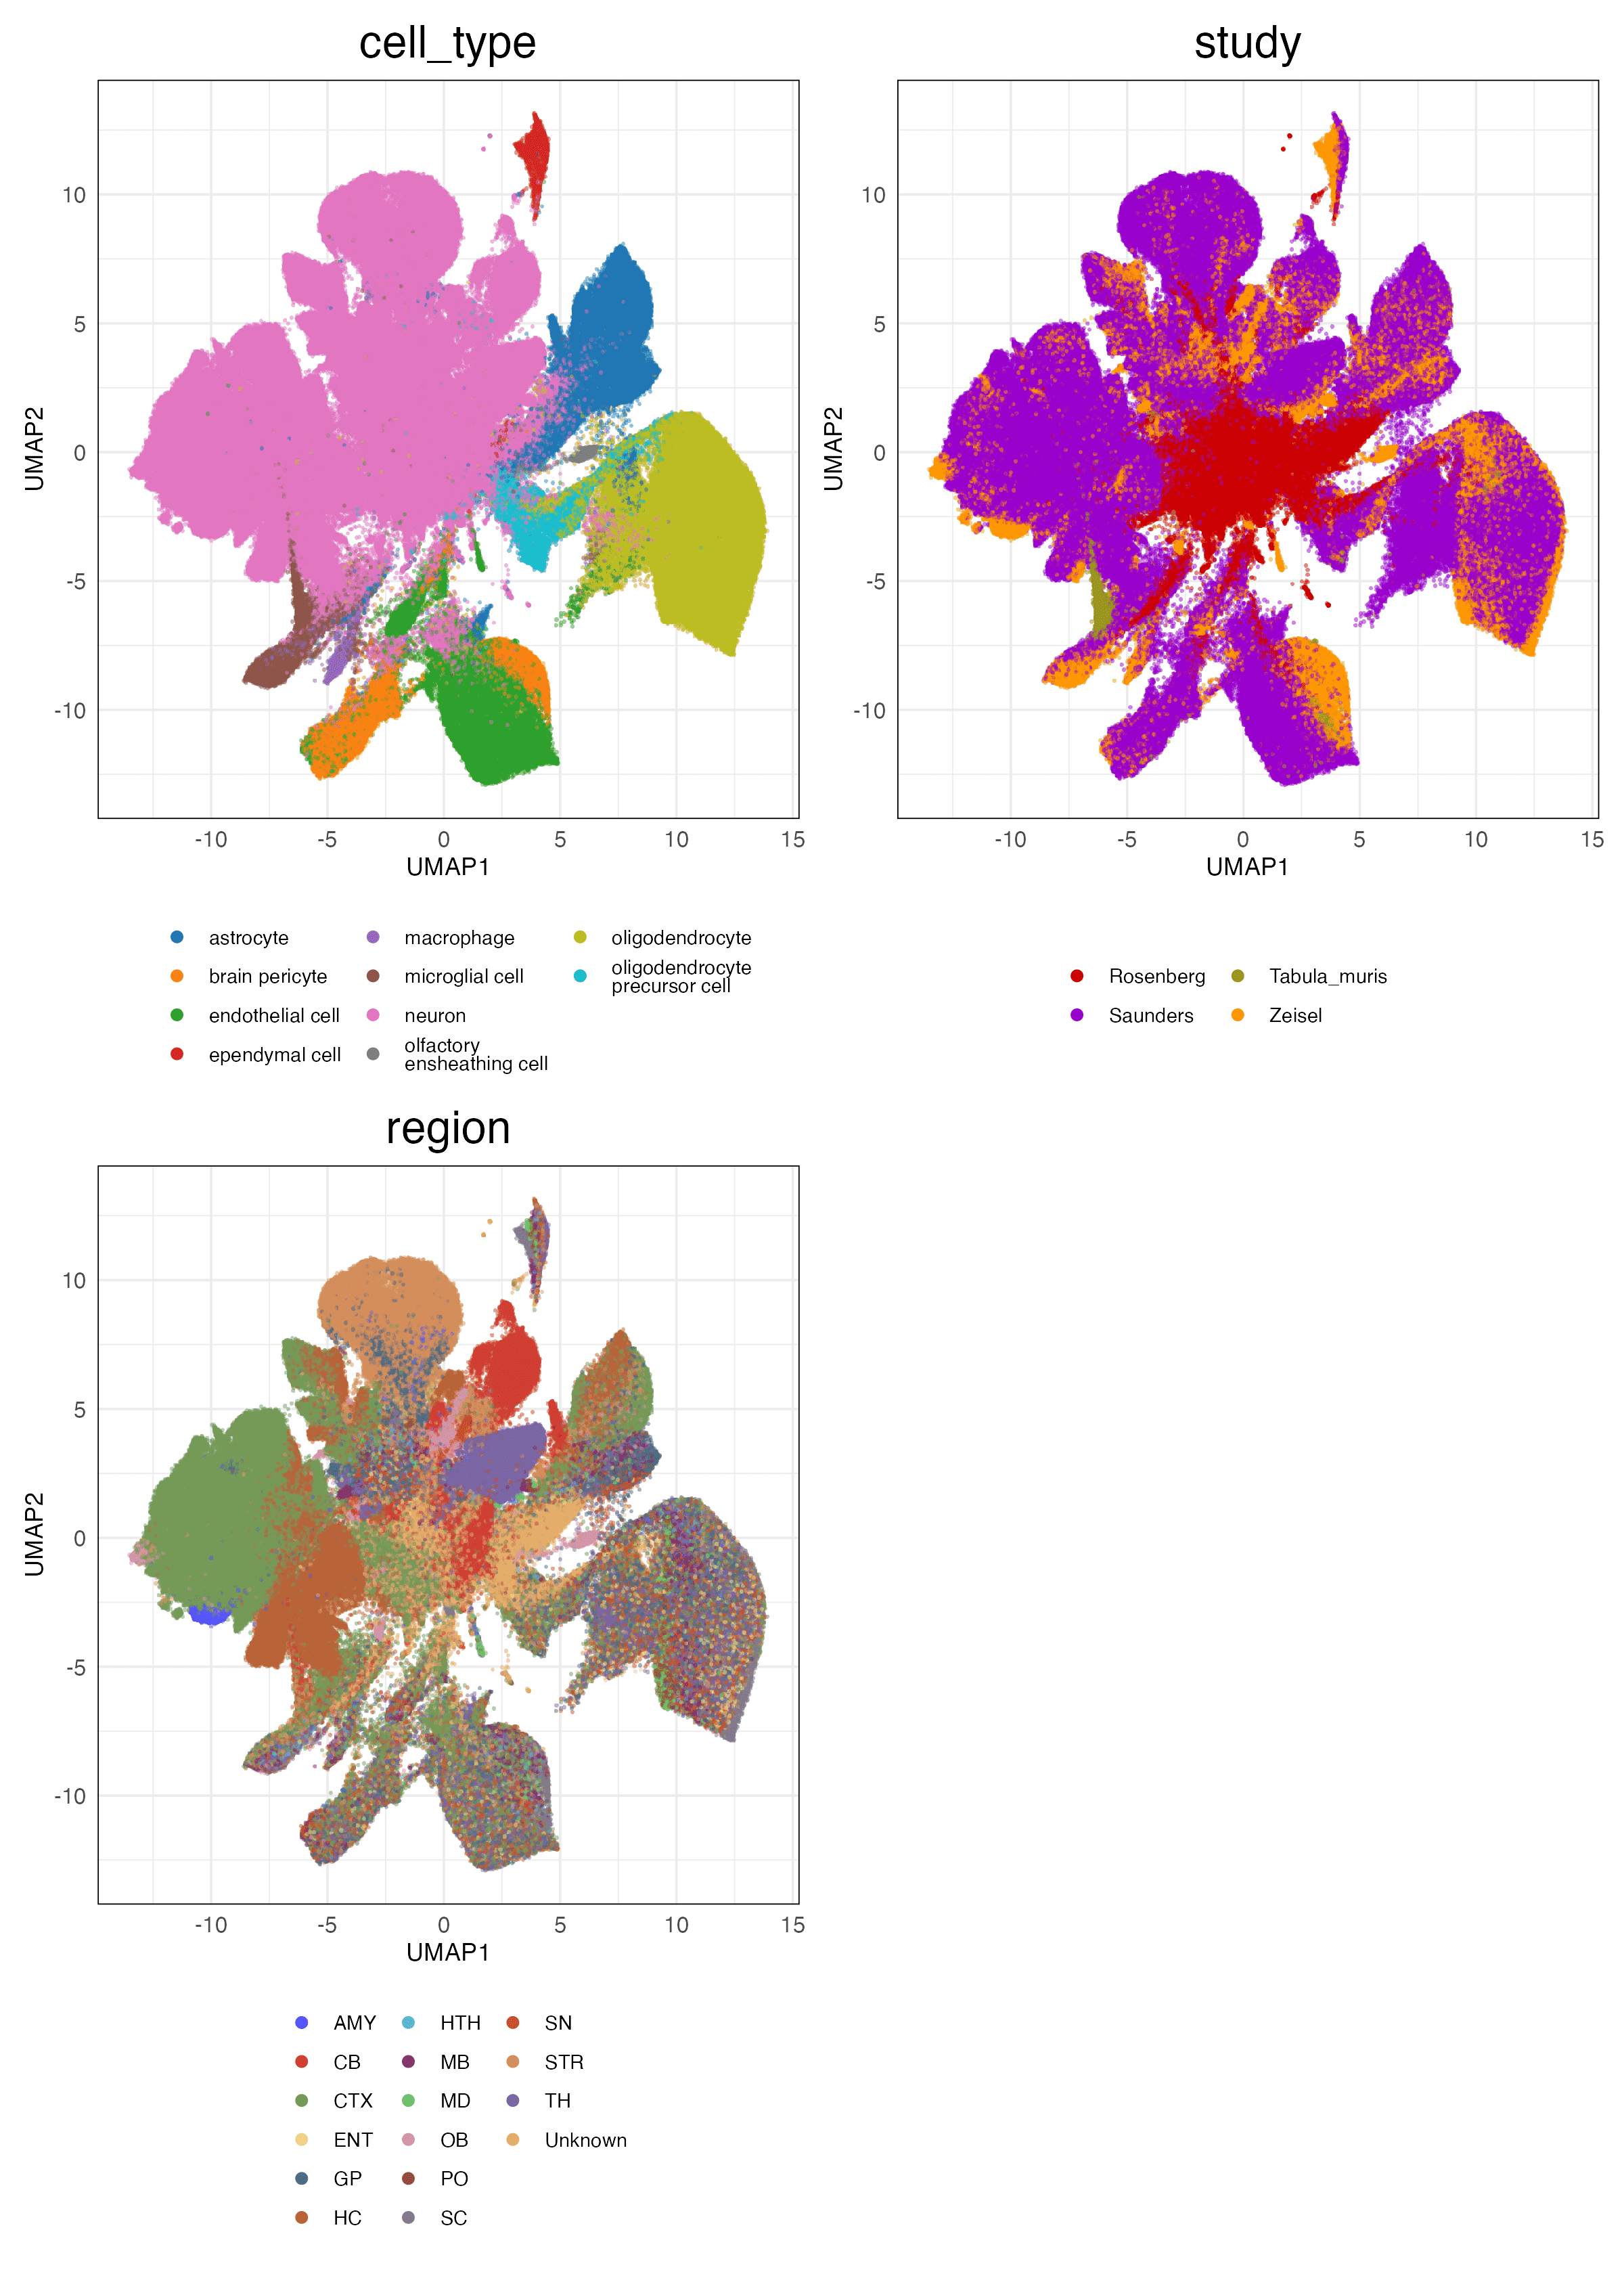 cell_type
study
UMAP2
10
5
0
-5
-10
-10
-5
0
5
10
15
UMAP1
UMAP2
10
5
0
-5
-10
-10
-5
0
5
10
15
UMAP1
astrocyte
brain pericyte
endothelial cell
ependymal cell
macrophage
microglial cell
neuron
olfactory
ensheathing cell
oligodendrocyte
oligodendrocyte
precursor cell
Rosenberg
Saunders
Tabula_muris
Zeisel
region
UMAP2
10
5
0
-5
-10
-10
-5
0
5
10
15
UMAP1
AMY
CB
CTX
ENT
GP
HC
HTH
MB
MD
OB
PO
SC
SN
STR
TH
Unknown